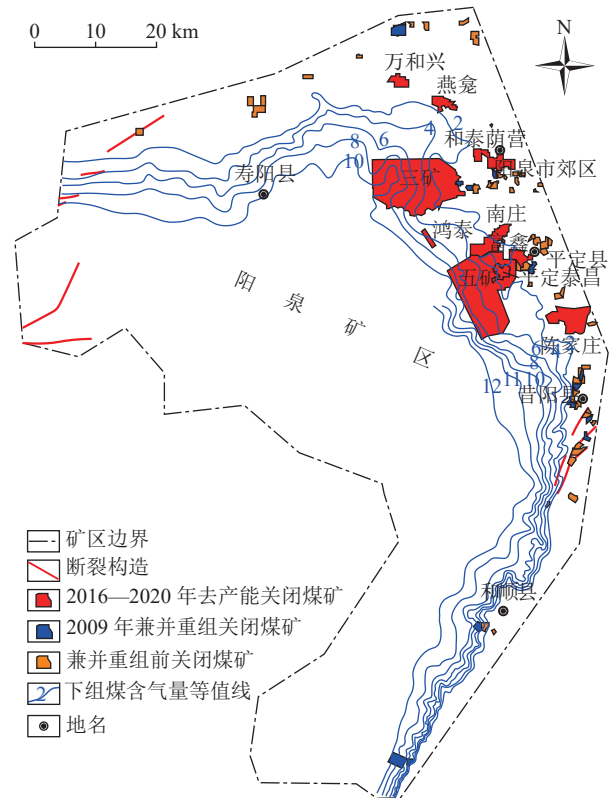 0 10 20 km
N
万和兴
燕龛
2
4
6
8
10
和泰荫营
阳泉市郊区
三矿
寿阳县
南庄
鸿泰
平定县
五矿
平定泰昌
阳泉矿区
陈家庄
6
4
2
8
12 11 10
昔阳县
和顺县
矿区边界
断裂构造
2016—2020 年去产能关闭煤矿
2009 年兼并重组关闭煤矿
兼并重组前关闭煤矿
2 下组煤含气量等值线
地名